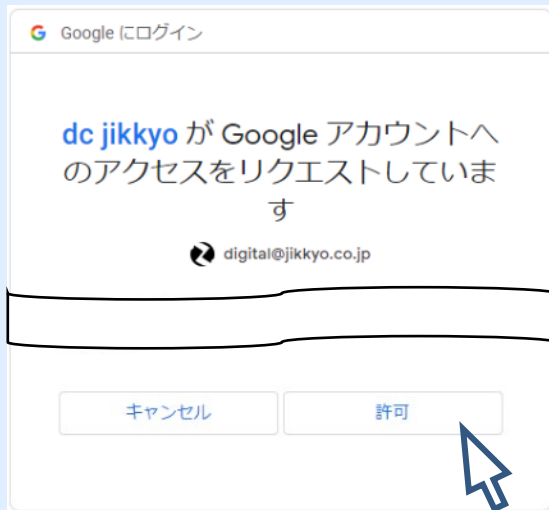 Google にログイン
dc jikkyo が Google アカウントへ
のアクセスをリクエストしていま
す
digital@jikkyo.co.jp
キャンセル
許可